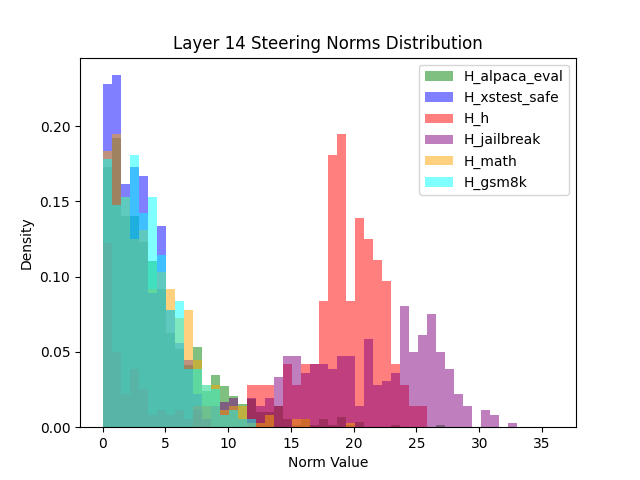 Layer 14 Steering Norms Distribution
H_alpaca_eval
H_xstest_safe
H_h
H_jailbreak
H_math
H_gsm8k
Density
0.20
0.15
0.10
0.05
0.00
0
5
10
15
20
25
30
35
Norm Value